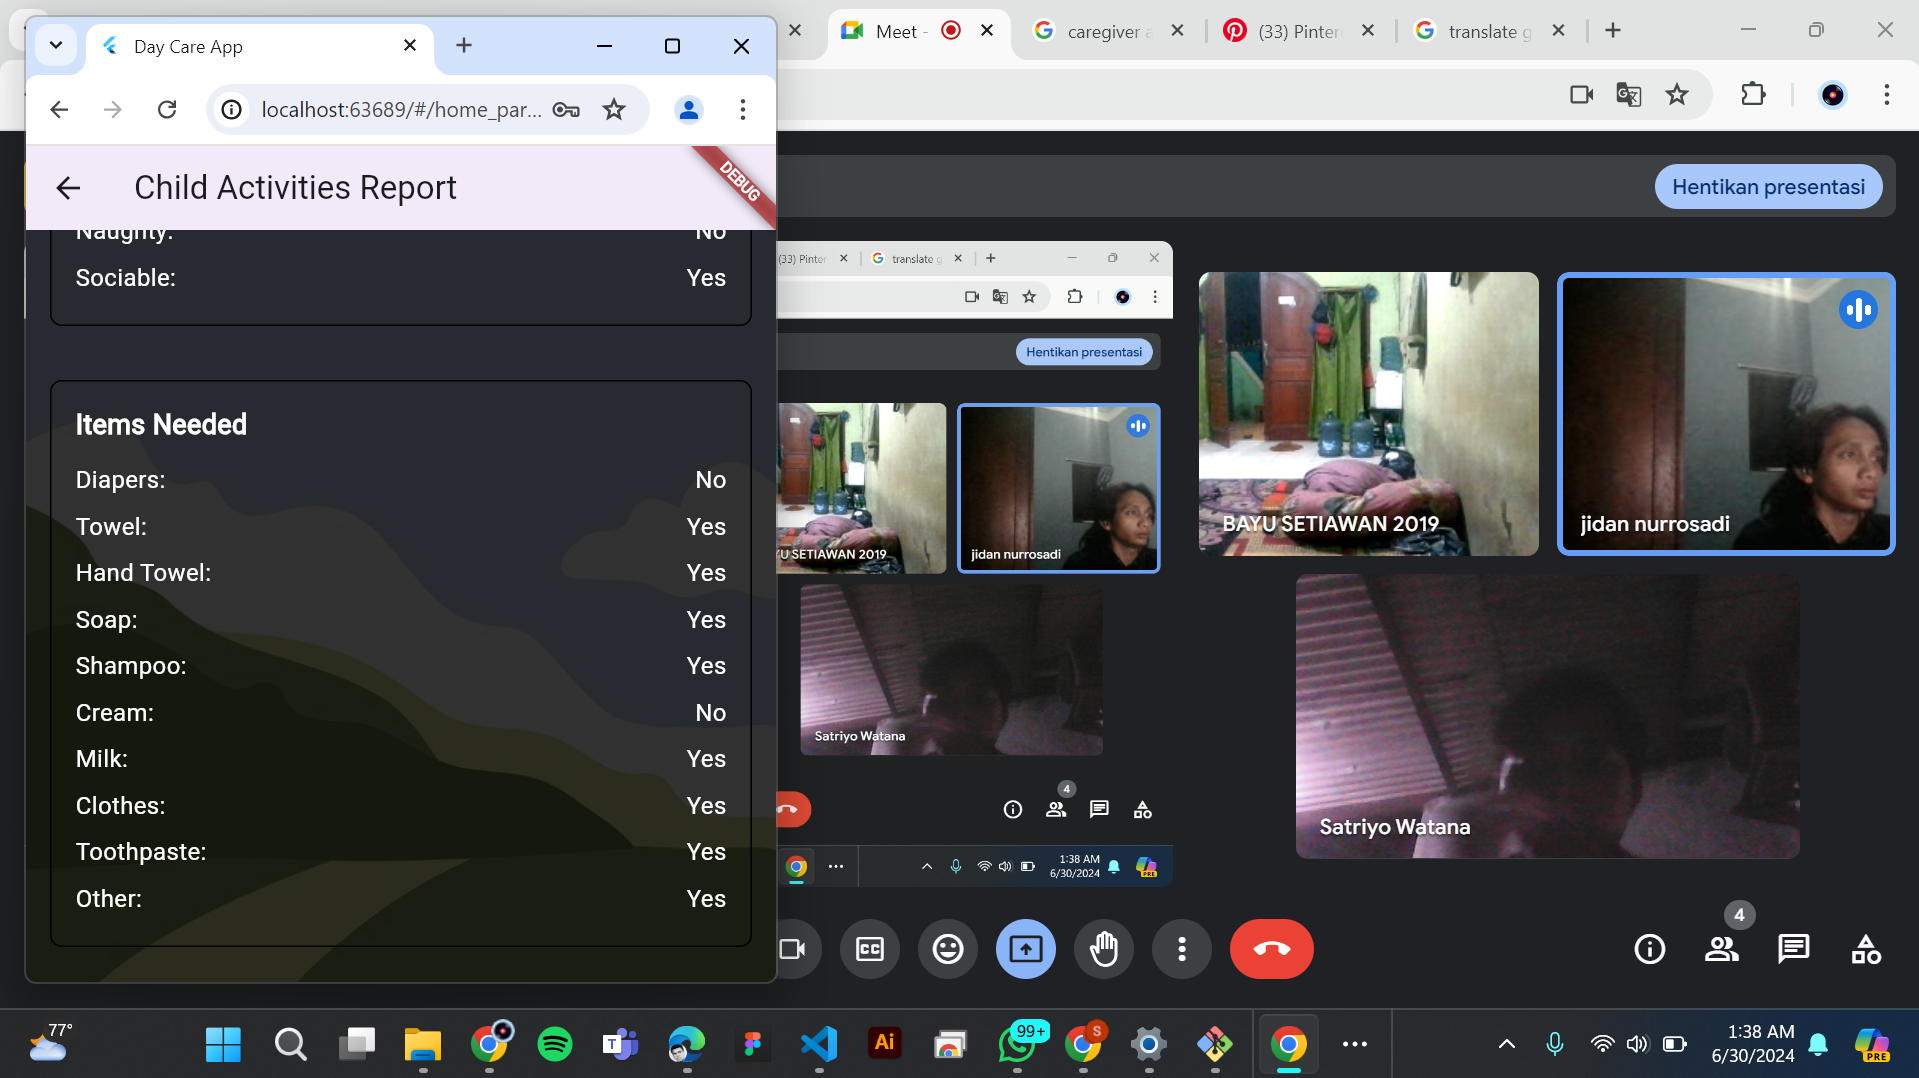 Day Care App
Meet -
caregiver a
(33) Pinter
translate g
localhost:63689/#/home_par...
Child Activities Report
DEBUG
Hentikan presentasi
Naughty:
No
Sociable:
Yes
Items Needed
Diapers:
No
Towel:
Yes
Hand Towel:
Yes
Soap:
Yes
Shampoo:
Yes
Cream:
No
Milk:
Yes
Clothes:
Yes
Toothpaste:
Yes
Other:
Yes
(33) Pinter
translate g
Hentikan presentasi
YU SETIAWAN 2019
jidan nurrosadi
Satriyo Watana
4
1:38 AM
6/30/2024
PRE
BAYU SETIAWAN 2019
jidan nurrosadi
Satriyo Watana
CC
4
77°
T
Ai
99+
S
1:38 AM
6/30/2024
PRE